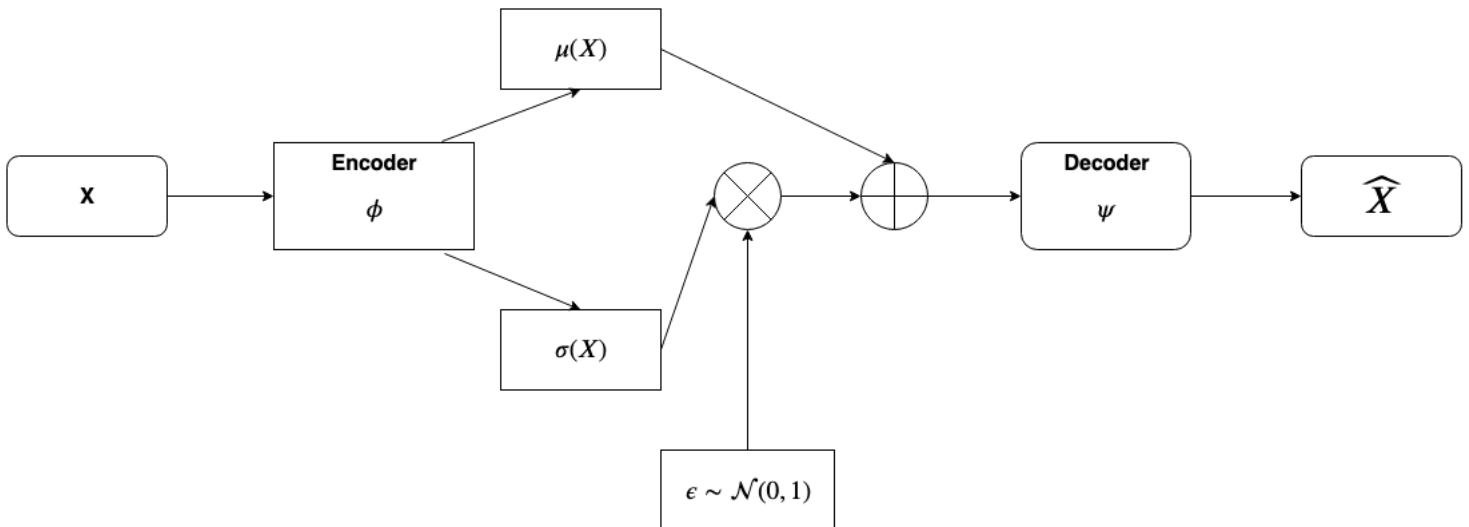 μ(X)
X
Encoder
ϕ
Decoder
ψ
X̂
σ(X)
ϵ ∼ 𝒩(0, 1)